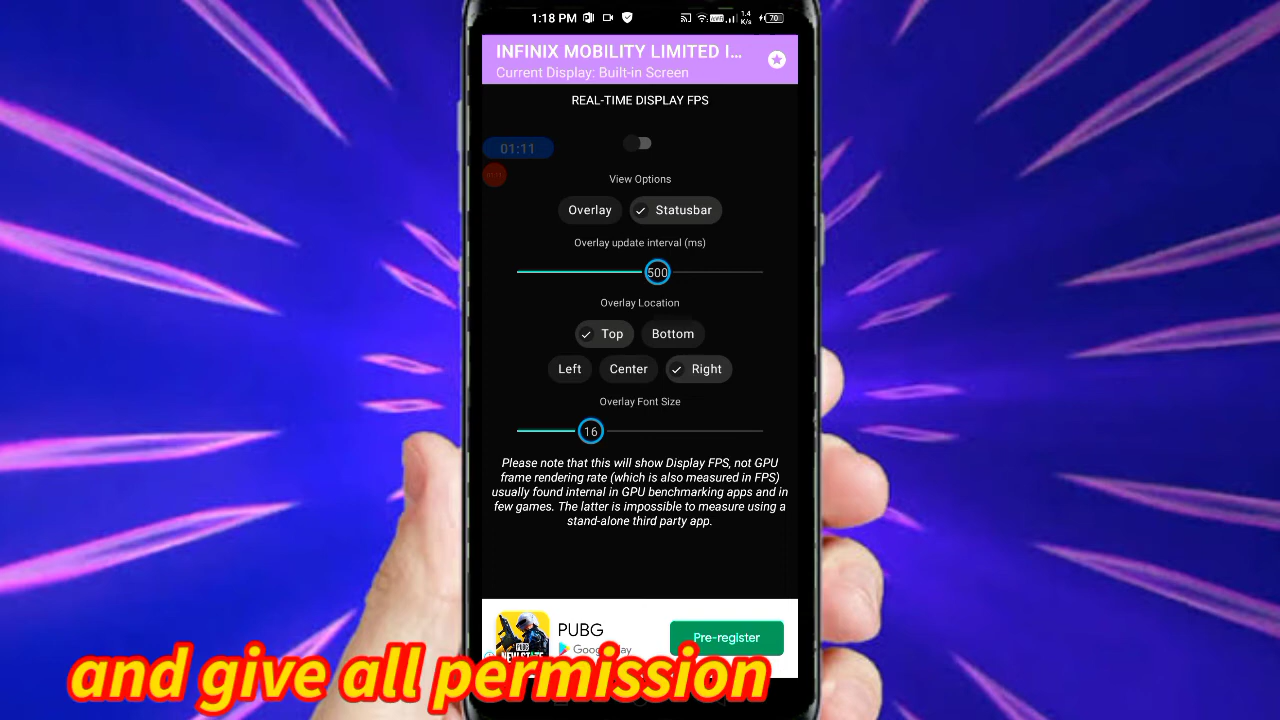 1:18 PM
1.4
K/s
70
INFINIX MOBILITY LIMITED I...
Current Display: Built-in Screen
REAL-TIME DISPLAY FPS
01:11
View Options
Overlay Statusbar
Overlay update interval (ms)
500
Overlay Location
Top Bottom
Left Center Right
Overlay Font Size
16
Please note that this will show Display FPS, not GPU
frame rendering rate (which is also measured in FPS)
usually found internal in GPU benchmarking apps and in
few games. The latter is impossible to measure using a
stand-alone third party app.
PUBG
Pre-register
and give all permission